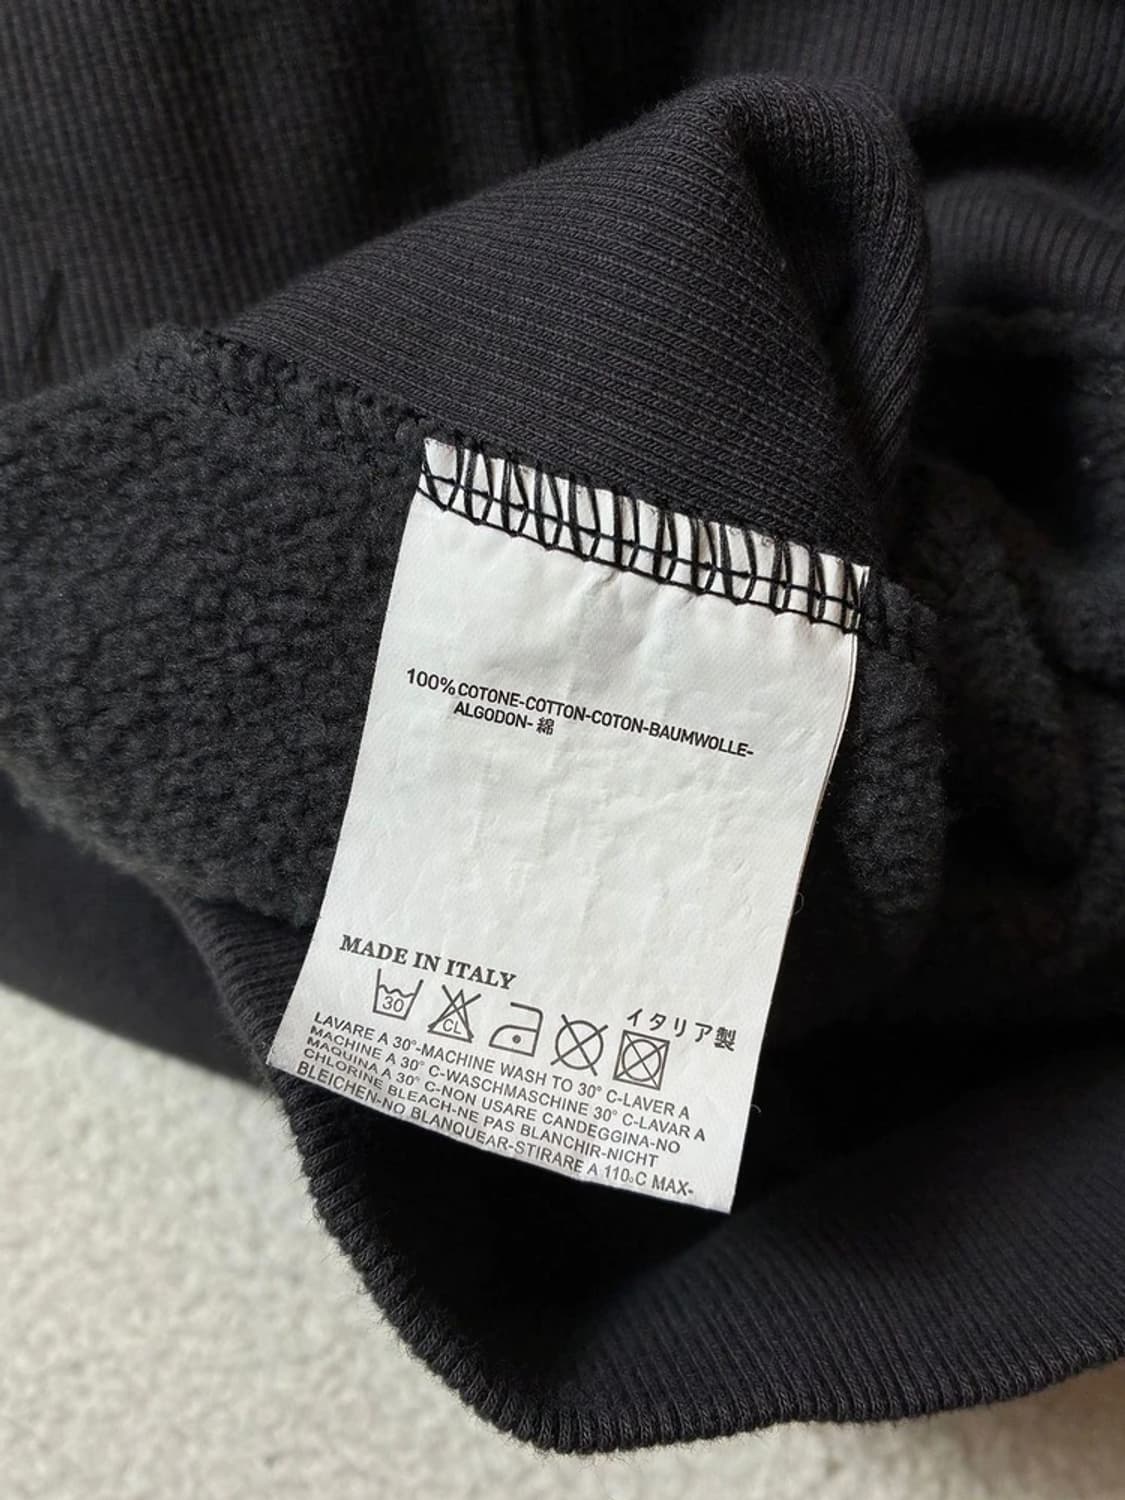 100% COTONE-COTTON-COTON-BAUMWOLLE-
ALGODON- 綿
MADE IN ITALY
30
CL
イタリア製
LAVARE A 30°-MACHINE WASH TO 30° C-LAVER A
MACHINE A 30° C-WASCHMASCHINE 30° C-LAVAR A
MAQUINA A 30° C-NON USARE CANDEGGINA-NO
CHLORINE BLEACH-NE PAS BLANCHIR-NICHT
BLEICHEN-NO BLANQUEAR-STIRARE A 110°C MAX-